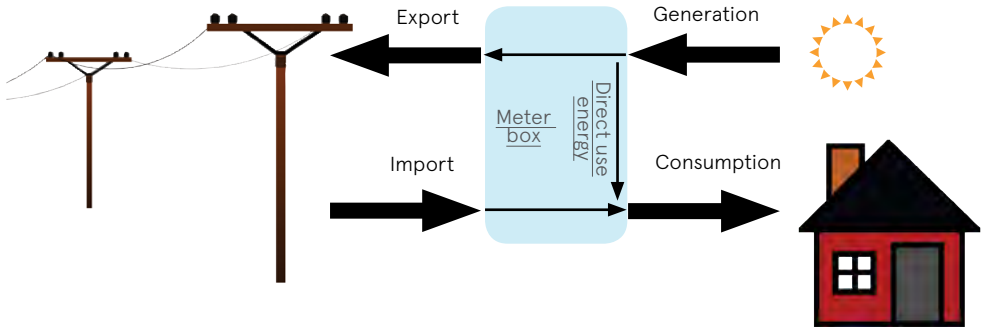 Export
Generation
Meter
box
Direct use
energy
Import
Consumption